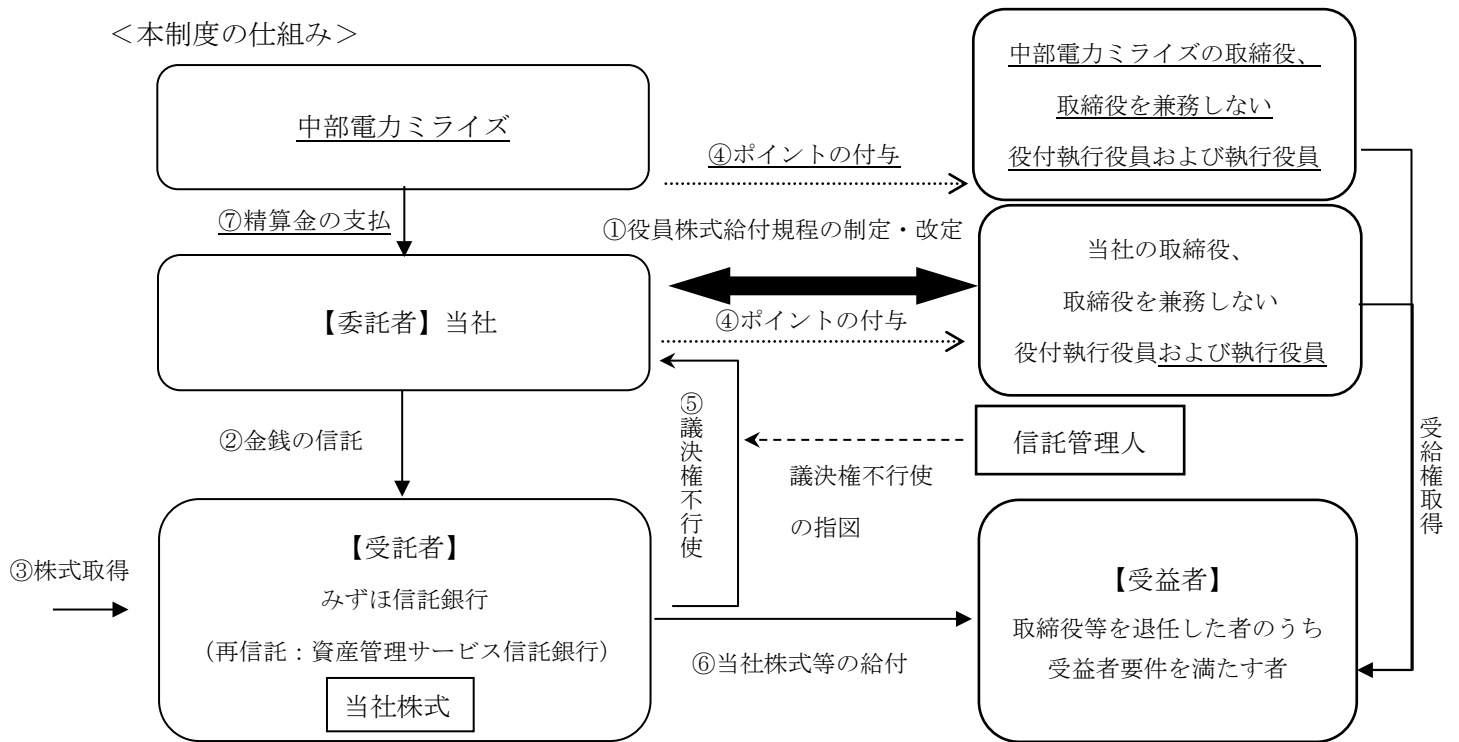 ＜本制度の仕組み＞
中部電力ミライズ
④ポイントの付与
中部電力ミライズの取締役、
取締役を兼務しない
役付執行役員および執行役員
⑦精算金の支払
①役員株式給付規程の制定・改定
【委託者】当社
④ポイントの付与
当社の取締役、
取締役を兼務しない
役付執行役員および執行役員
②金銭の信託
⑤議決権不行使
議決権不行使
の指図
信託管理人
受給権取得
③株式取得
【受託者】
みずほ信託銀行
（再信託：資産管理サービス信託銀行）
当社株式
⑥当社株式等の給付
【受益者】
取締役等を退任した者のうち
受益者要件を満たす者